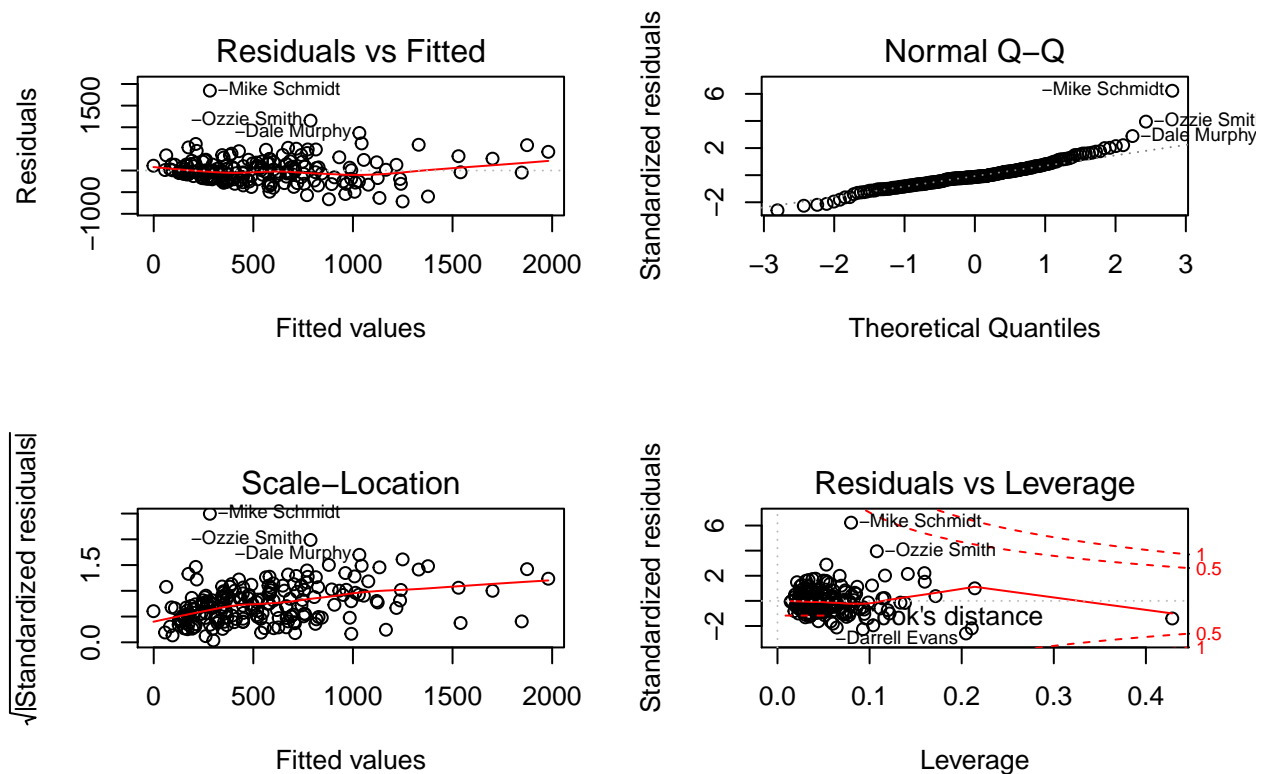 Residuals vs Fitted
Residuals
1500
−1000
−Mike Schmidt
−Ozzie Smith
−Dale Murphy
0 500 1000 1500 2000
Fitted values
Normal Q−Q
Standardized residuals
6
2
−2
−Mike Schmidt
−Ozzie Smit
−Dale Murphy
−3 −2 −1 0 1 2 3
Theoretical Quantiles
Scale−Location
√|Standardized residuals|
1.5
0.0
−Mike Schmidt
−Ozzie Smith
−Dale Murphy
0 500 1000 1500 2000
Fitted values
Residuals vs Leverage
Standardized residuals
6
2
−2
−Mike Schmidt
−Ozzie Smith
ok's distance
−Darrell Evans
1
0.5
0.5
1
0.0 0.1 0.2 0.3 0.4
Leverage